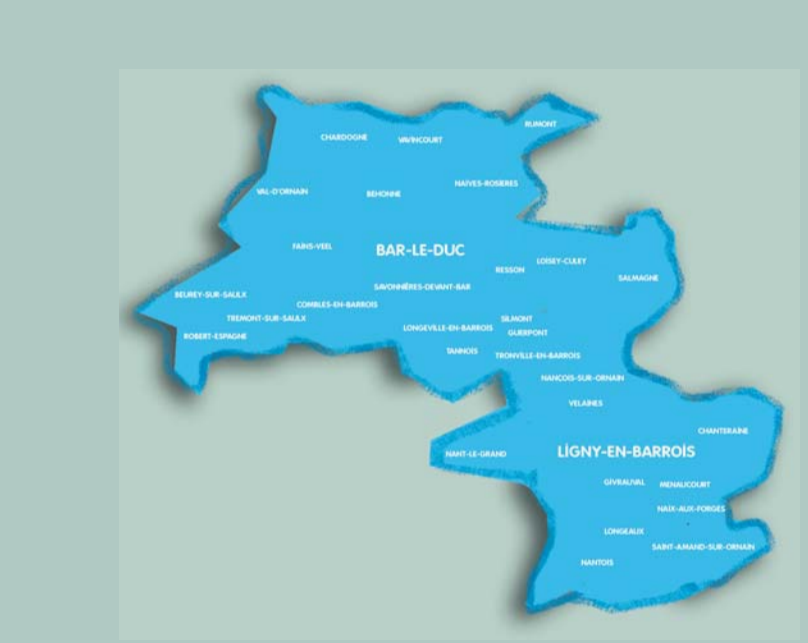 RUMONT
CHARDOGNE
VAVINCOURT
NAIVES-ROSIERES
VAL-D'ORNAIN
BEHONNE
FAINS-VEEL
BAR-LE-DUC
LOISEY-CULEY
RESSON
SALMAGNE
SAVONNIÈRES-DEVANT-BAR
BEUREY-SUR-SAULX
COMBLES-EN-BARROIS
TREMONT-SUR-SAULX
SILMONT
LONGEVILLE-EN-BARROIS
GUERPONT
ROBERT-ESPAGNE
TANNOIS
TRONVILLE-EN-BARROIS
NANÇOIS-SUR-ORNAIN
VELAINES
CHANTERAINE
NANT-LE-GRAND
LIGNY-EN-BARROIS
GIVRAUVAL
MENAUCOURT
NAIX-AUX-FORGES
LONGEAUX
SAINT-AMAND-SUR-ORNAIN
NANTOIS